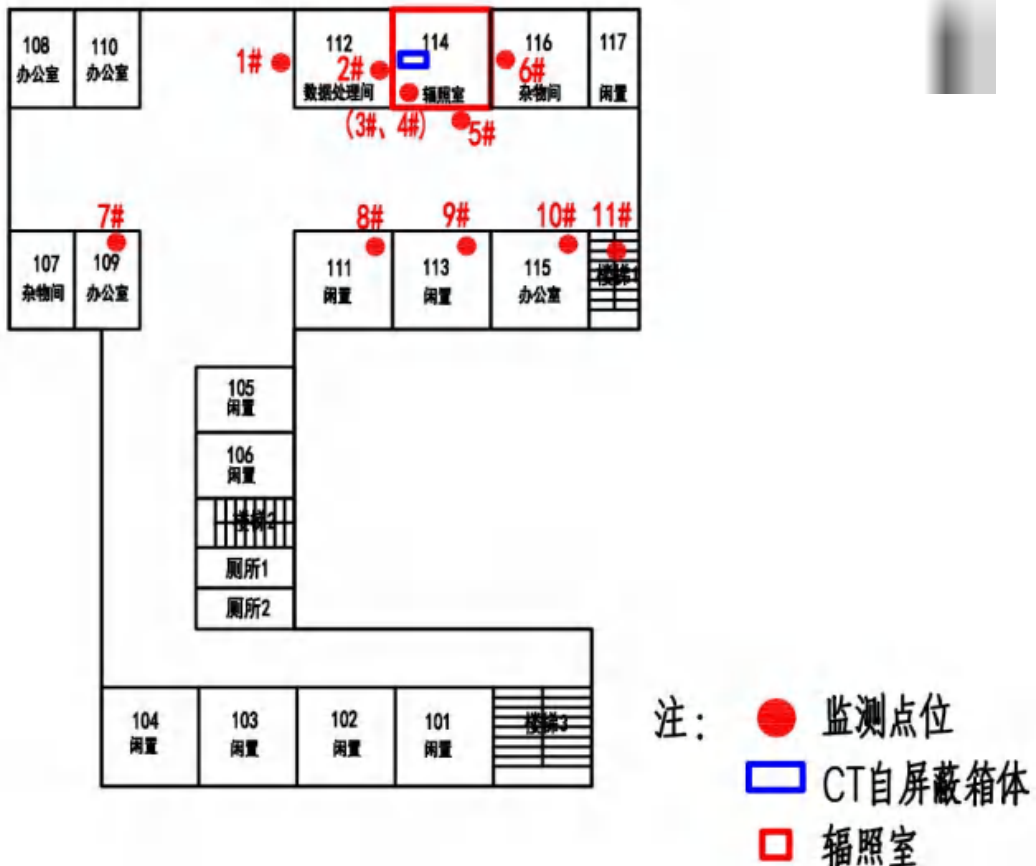 108
办公室
110
办公室
1#
112
2#
数据处理间
114
辐照室
(3#、4#)
5#
116
6#
杂物间
117
闲置
7#
8#
9#
10#
11#
107
杂物间
109
办公室
111
闲置
113
闲置
115
办公室
楼梯1
105
闲置
106
闲置
楼梯2
厕所1
厕所2
104
闲置
103
闲置
102
闲置
101
闲置
楼梯3
注：
监测点位
CT自屏蔽箱体
辐照室